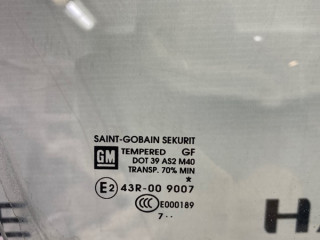 SAINT-GOBAIN SEKURIT
GM TEMPERED GF
DOT 39 AS2 M40
TRANSP. 70% MIN
*
E2 43R-00 9007
CCC E000189
7 ··